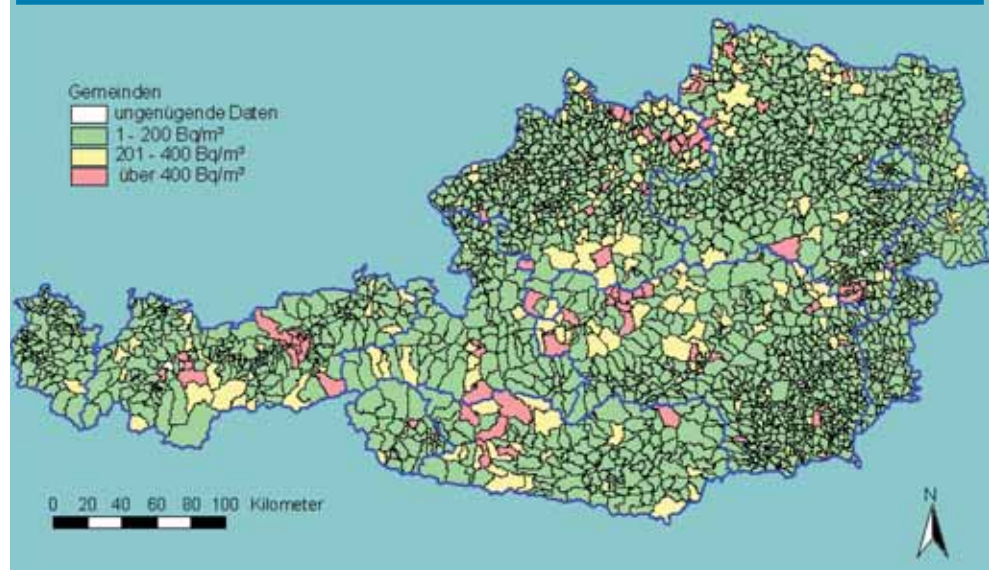 Gemeinden
ungenügende Daten
1 - 200 Bq/m³
201 - 400 Bq/m³
über 400 Bq/m³
0 20 40 60 80 100 Kilometer
N